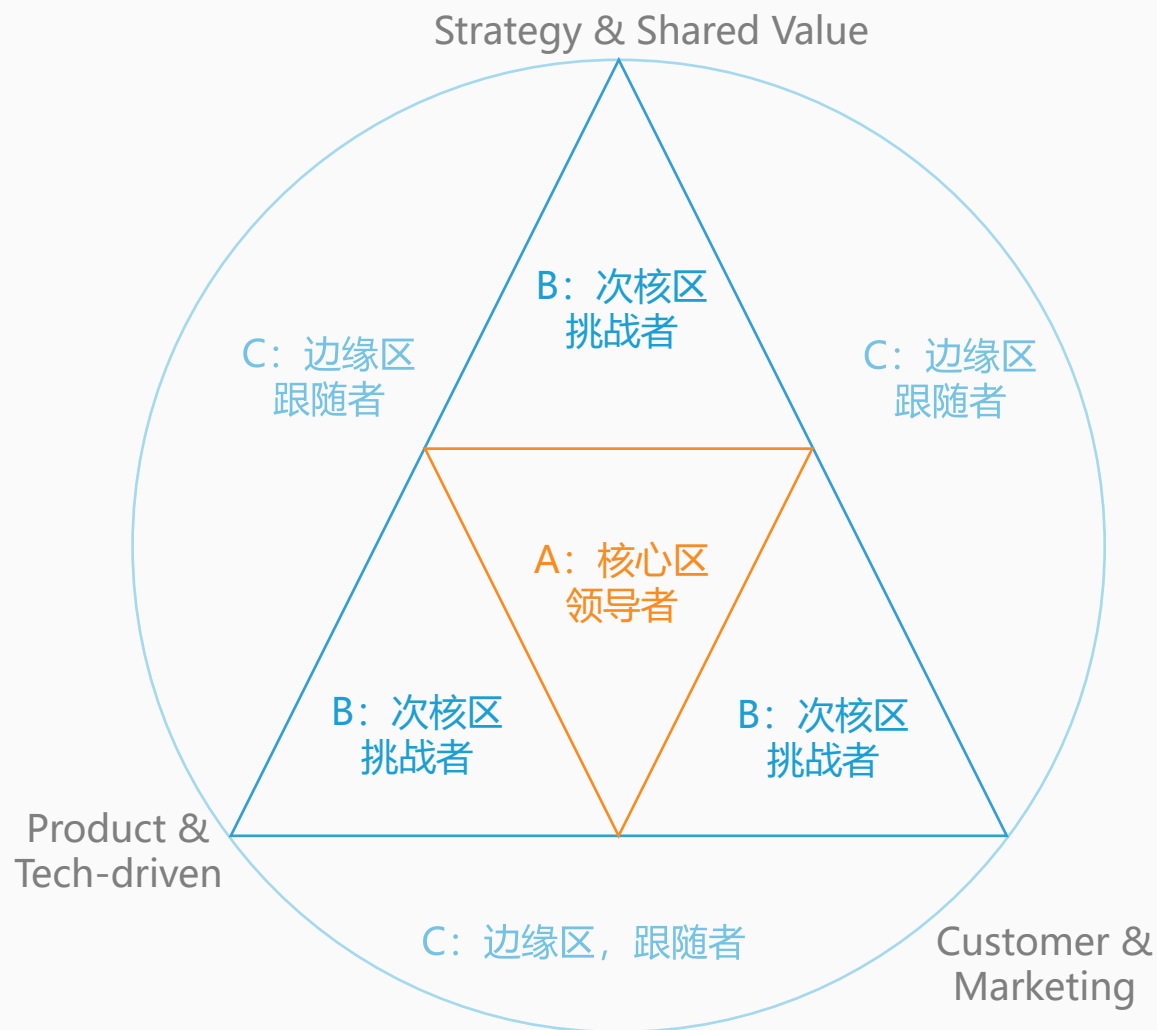 Strategy & Shared Value
B：次核区
挑战者
C：边缘区
跟随者
C：边缘区
跟随者
A：核心区
领导者
B：次核区
挑战者
B：次核区
挑战者
Product &
Tech-driven
C：边缘区，跟随者
Customer &
Marketing